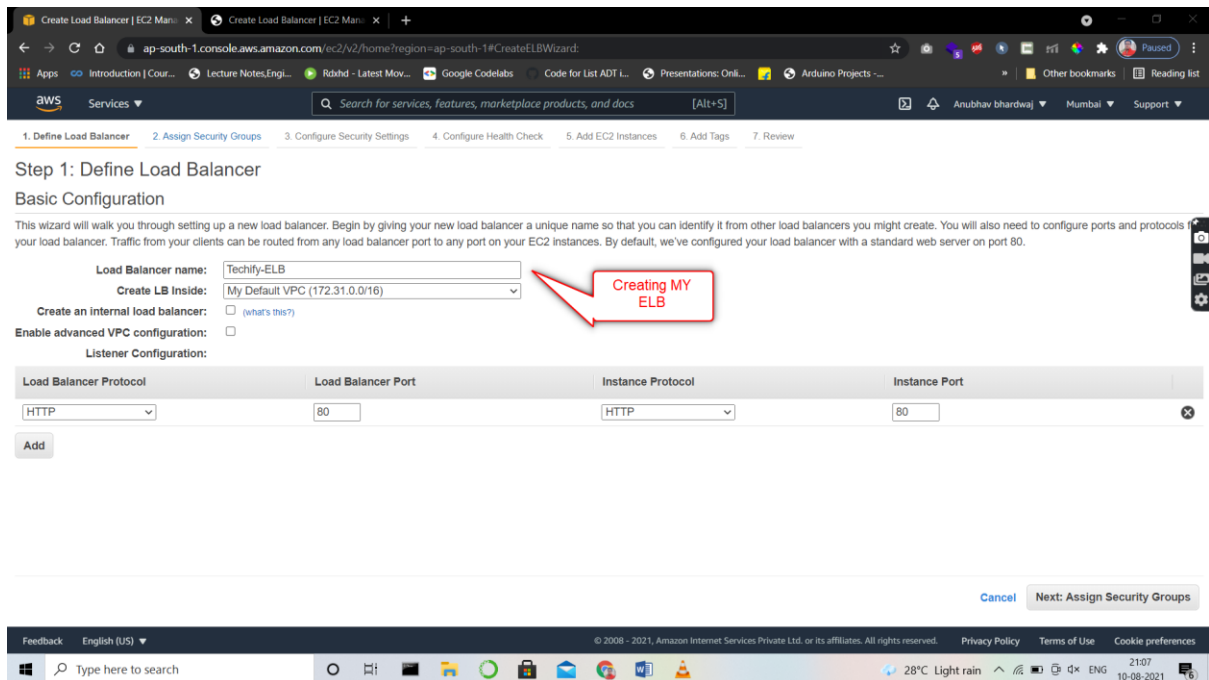 Create Load Balancer | EC2 Mana
Create Load Balancer | EC2 Mana
ap-south-1.console.aws.amazon.com/ec2/v2/home?region=ap-south-1#CreateELBWizard:
5
Paused
Apps
Introduction | Cour...
Lecture Notes,Engi...
Rdxhd - Latest Mov...
Google Codelabs
Code for List ADT i...
Presentations: Onli...
Arduino Projects -...
»
Other bookmarks
Reading list
aws
Services
Search for services, features, marketplace products, and docs
[Alt+S]
Anubhav bhardwaj
Mumbai
Support
1. Define Load Balancer
2. Assign Security Groups
3. Configure Security Settings
4. Configure Health Check
5. Add EC2 Instances
6. Add Tags
7. Review
Step 1: Define Load Balancer
Basic Configuration
This wizard will walk you through setting up a new load balancer. Begin by giving your new load balancer a unique name so that you can identify it from other load balancers you might create. You will also need to configure ports and protocols f
your load balancer. Traffic from your clients can be routed from any load balancer port to any port on your EC2 instances. By default, we've configured your load balancer with a standard web server on port 80.
Load Balancer name: Techify-ELB
Create LB Inside: My Default VPC (172.31.0.0/16)
Creating MY
ELB
Create an internal load balancer: (what's this?)
Enable advanced VPC configuration:
Listener Configuration:
Load Balancer Protocol
Load Balancer Port
Instance Protocol
Instance Port
HTTP
80
HTTP
80
Add
Cancel
Next: Assign Security Groups
Feedback
English (US)
© 2008 - 2021, Amazon Internet Services Private Ltd. or its affiliates. All rights reserved.
Privacy Policy
Terms of Use
Cookie preferences
Type here to search
28°C Light rain
ENG
21:07
10-08-2021
6